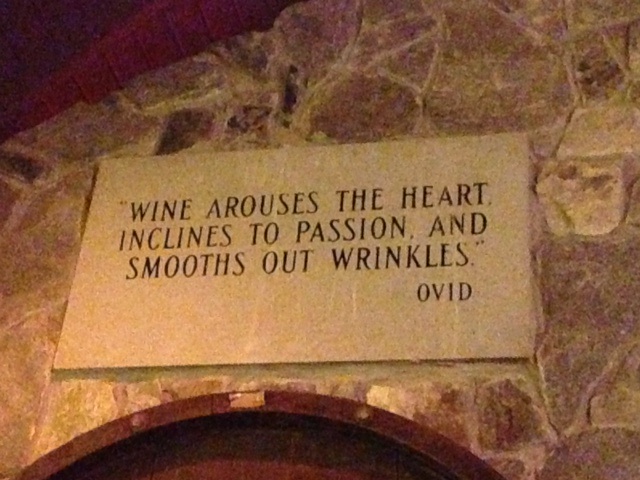 "WINE AROUSES THE HEART,
INCLINES TO PASSION, AND
SMOOTHS OUT WRINKLES."
OVID